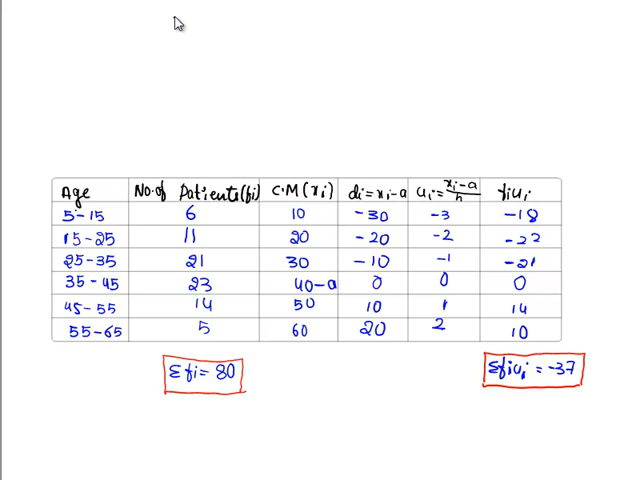 Age No. of Patients(fi) C.M(xi) di=xi-a ui=xi-a/h fiui
5-15 6 10 -30 -3 -18
15-25 11 20 -20 -2 -22
25-35 21 30 -10 -1 -21
35-45 23 40-a 0 0 0
45-55 14 50 10 1 14
55-65 5 60 20 2 10
Σfi = 80 Σfiui = -37